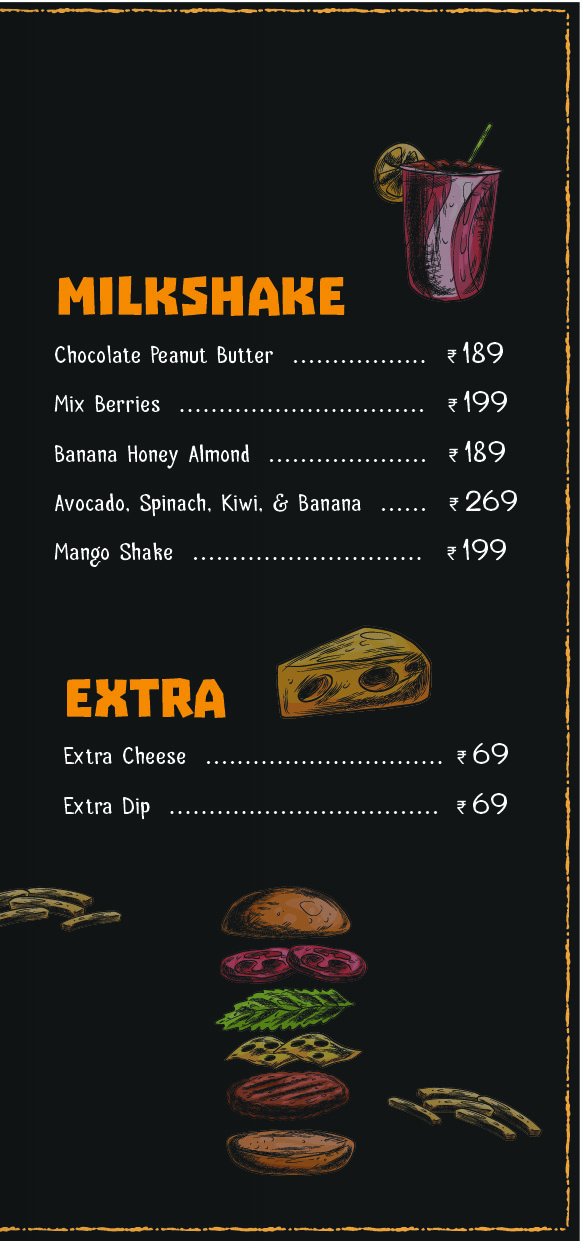 MILKSHAKE
Chocolate Peanut Butter ................. ₹ 189
Mix Berries ............................... ₹ 199
Banana Honey Almond .................... ₹ 189
Avocado, Spinach, Kiwi, & Banana ...... ₹ 269
Mango Shake ............................. ₹ 199
EXTRA
Extra Cheese .............................. ₹ 69
Extra Dip .................................. ₹ 69